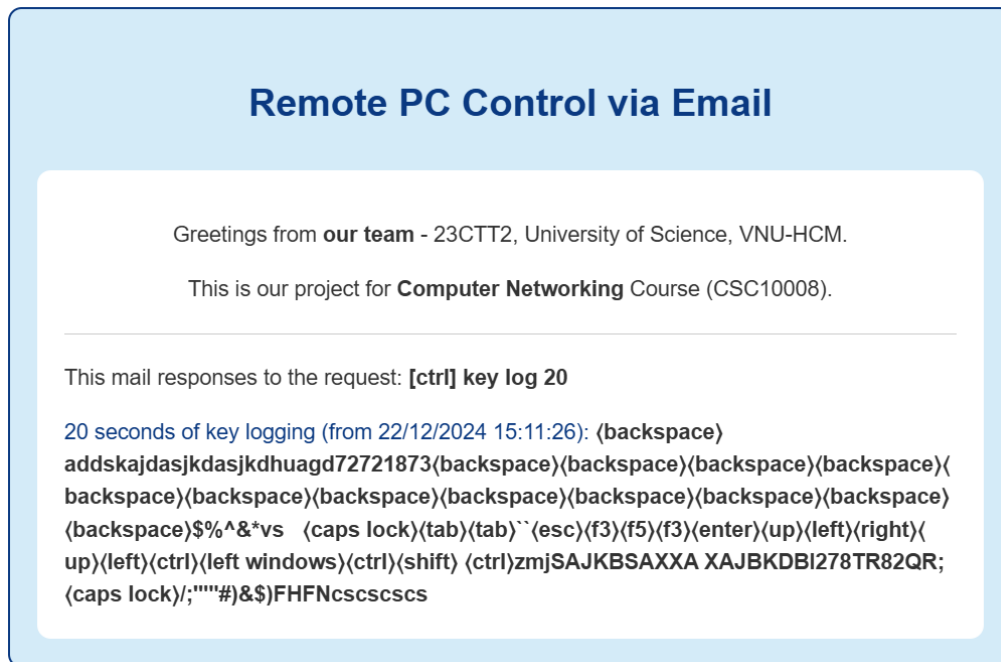 Remote PC Control via Email
Greetings from our team - 23CTT2, University of Science, VNU-HCM.
This is our project for Computer Networking Course (CSC10008).
This mail responses to the request: [ctrl] key log 20
20 seconds of key logging (from 22/12/2024 15:11:26): ⟨backspace⟩
addskajdasjkdasjkdhuagd72721873⟨backspace⟩⟨backspace⟩⟨backspace⟩⟨backspace⟩⟨
backspace⟩⟨backspace⟩⟨backspace⟩⟨backspace⟩⟨backspace⟩⟨backspace⟩⟨backspace⟩
⟨backspace⟩$%^&*vs   ⟨caps lock⟩⟨tab⟩⟨tab⟩``⟨esc⟩⟨f3⟩⟨f5⟩⟨f3⟩⟨enter⟩⟨up⟩⟨left⟩⟨right⟩⟨
up⟩⟨left⟩⟨ctrl⟩⟨left windows⟩⟨ctrl⟩⟨shift⟩ ⟨ctrl⟩zmjSAJKBSAXXA XAJBKDBI278TR82QR;
⟨caps lock⟩/;""'"#)&$)FHFNcscscscs